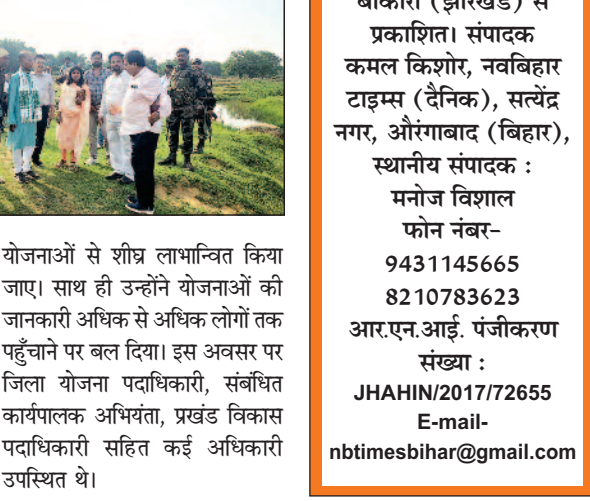 योजनाओं से शीघ्र लाभान्वित किया
जाए। साथ ही उन्होंने योजनाओं की
जानकारी अधिक से अधिक लोगों तक
पहुँचाने पर बल दिया। इस अवसर पर
जिला योजना पदाधिकारी, संबंधित
कार्यपालक अभियंता, प्रखंड विकास
पदाधिकारी सहित कई अधिकारी
उपस्थित थे।
बोकारो (झारखंड) से
प्रकाशित। संपादक
कमल किशोर, नवबिहार
टाइम्स (दैनिक), सत्येंद्र
नगर, औरंगाबाद (बिहार),
स्थानीय संपादक :
मनोज विशाल
फोन नंबर-
9431145665
8210783623
आर.एन.आई. पंजीकरण
संख्या :
JHAHIN/2017/72655
E-mail-
nbtimesbihar@gmail.com